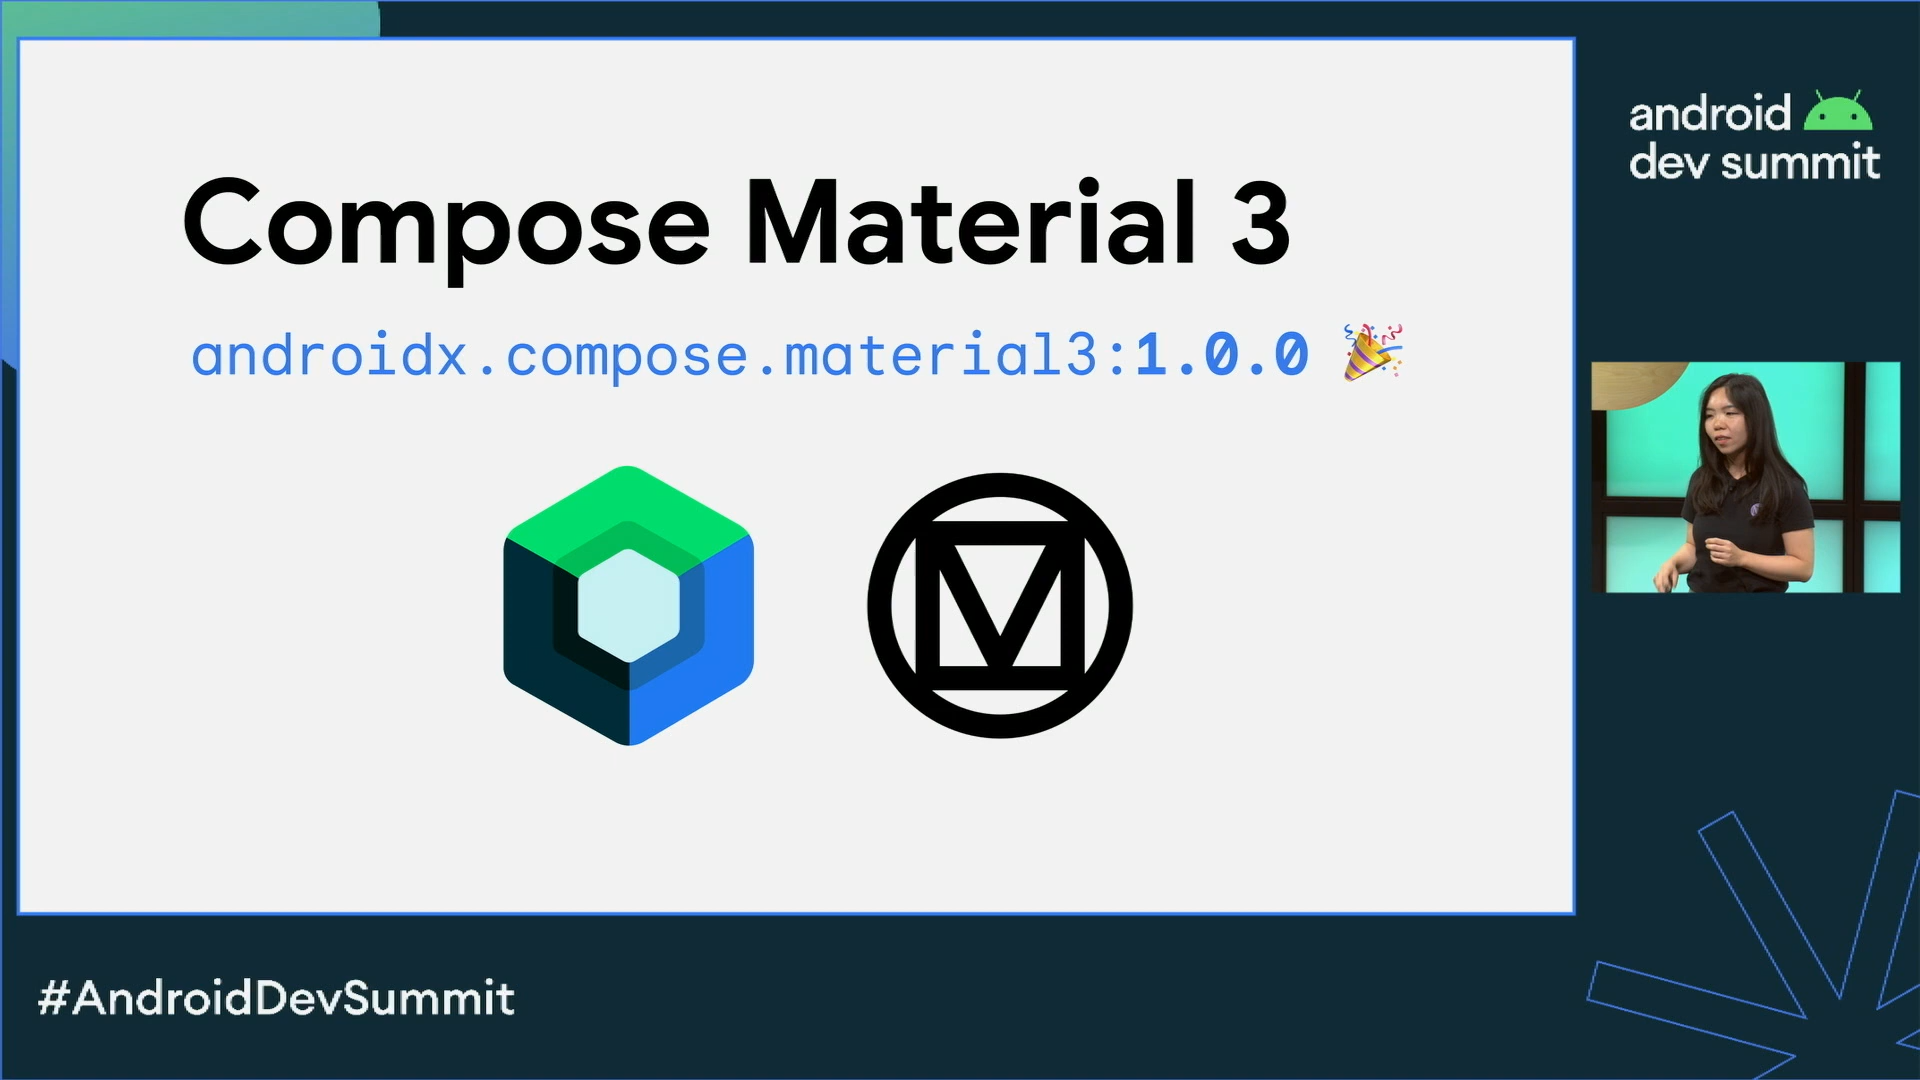 Compose Material 3
androidx.compose.material3:1.0.0 🎉
android
dev summit
#AndroidDevSummit